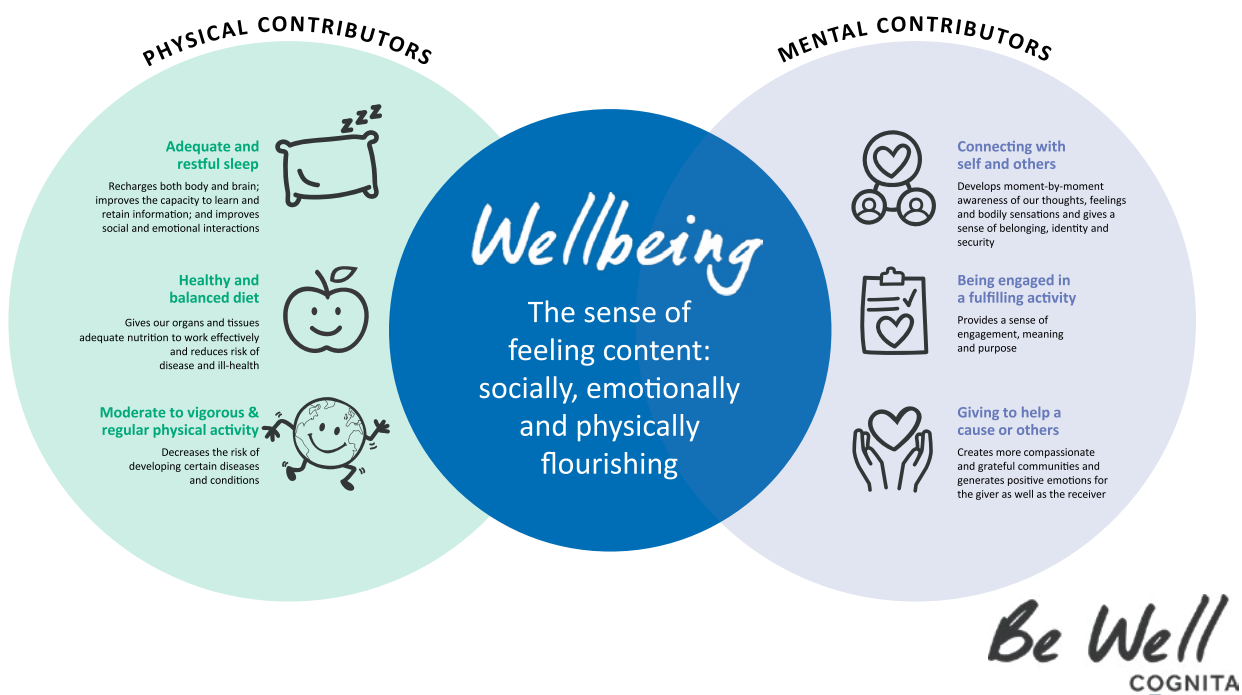 PHYSICAL CONTRIBUTORS
zzz
Adequate and
restful sleep
Recharges both body and brain;
improves the capacity to learn and
retain information; and improves
social and emotional interactions
Healthy and
balanced diet
Gives our organs and tissues
adequate nutrition to work effectively
and reduces risk of
disease and ill-health
Moderate to vigorous &
regular physical activity
Decreases the risk of
developing certain diseases
and conditions
Wellbeing
The sense of
feeling content:
socially, emotionally
and physically
flourishing
MENTAL CONTRIBUTORS
Connecting with
self and others
Develops moment-by-moment
awareness of our thoughts, feelings
and bodily sensations and gives a
sense of belonging, identity and
security
Being engaged in
a fulfilling activity
Provides a sense of
engagement, meaning
and purpose
Giving to help a
cause or others
Creates more compassionate
and grateful communities and
generates positive emotions for
the giver as well as the receiver
Be Well
COGNITA